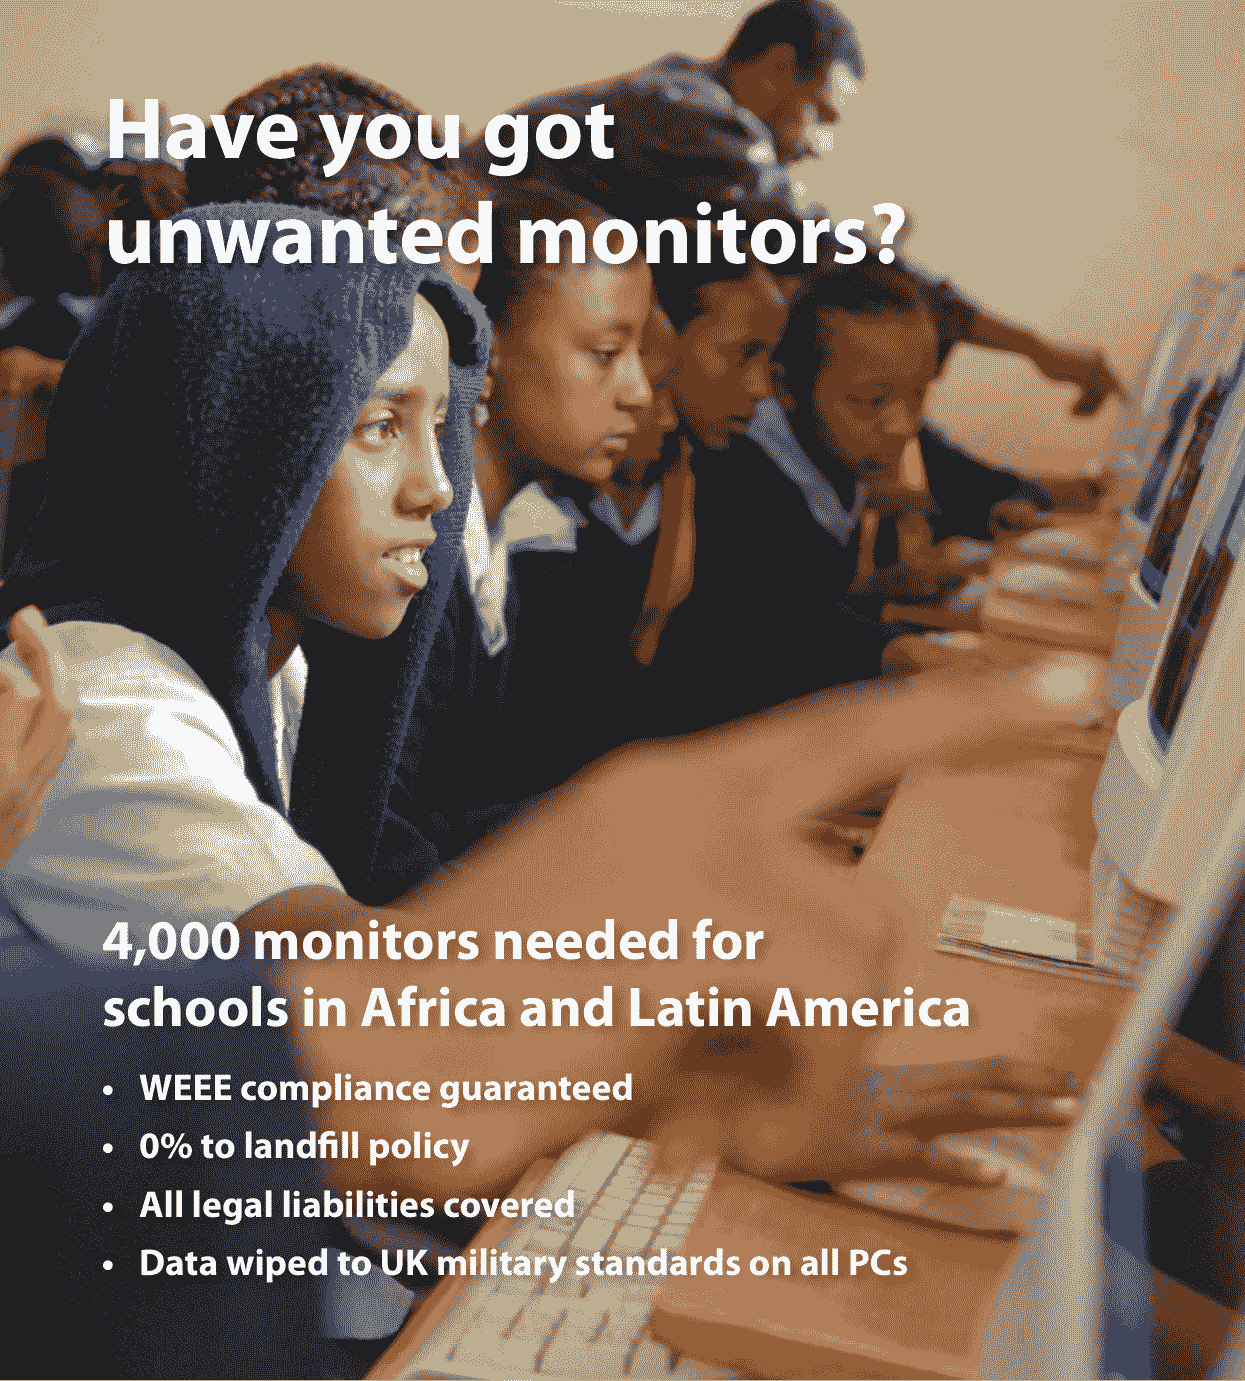 Have you got
unwanted monitors?
4,000 monitors needed for
schools in Africa and Latin America
• WEEE compliance guaranteed
• 0% to landfill policy
• All legal liabilities covered
• Data wiped to UK military standards on all PCs